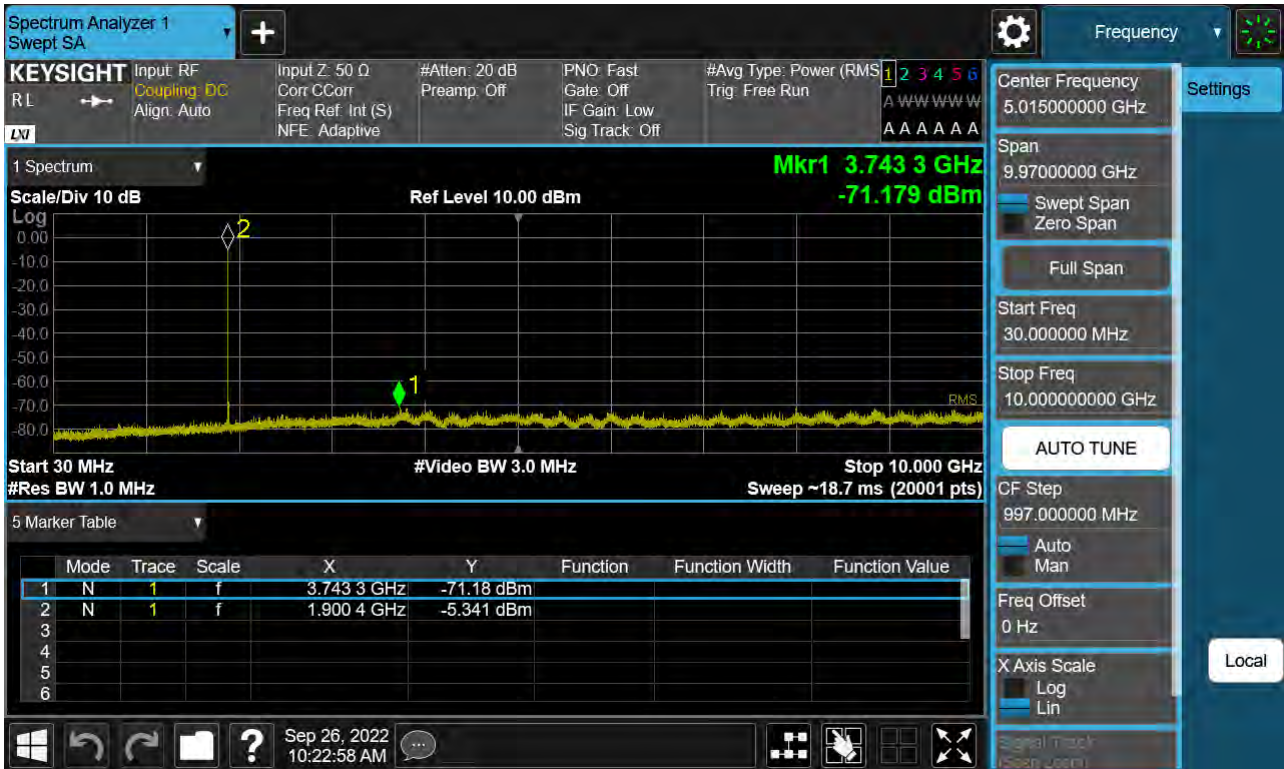 Spectrum Analyzer 1
Swept SA
+
Frequency
KEYSIGHT
RL
LXI
Input: RF
Coupling: DC
Align: Auto
Input Z: 50 Ω
Corr CCorr
Freq Ref: Int (S)
NFE: Adaptive
#Atten: 20 dB
Preamp: Off
PNO: Fast
Gate: Off
IF Gain: Low
Sig Track: Off
#Avg Type: Power (RMS
Trig: Free Run
1 2 3 4 5 6
A W W W W W
A A A A A A
1 Spectrum
Scale/Div 10 dB
Ref Level 10.00 dBm
Mkr1 3.743 3 GHz
-71.179 dBm
Log
0.00
-10.0
-20.0
-30.0
-40.0
-50.0
-60.0
-70.0
-80.0
2
1
RMS
Start 30 MHz
#Video BW 3.0 MHz
Stop 10.000 GHz
#Res BW 1.0 MHz
Sweep ~18.7 ms (20001 pts)
5 Marker Table
Mode Trace Scale X Y Function Function Width Function Value
1 N 1 f 3.743 3 GHz -71.18 dBm
2 N 1 f 1.900 4 GHz -5.341 dBm
3
4
5
6
Center Frequency
5.015000000 GHz
Settings
Span
9.97000000 GHz
Swept Span
Zero Span
Full Span
Start Freq
30.000000 MHz
Stop Freq
10.000000000 GHz
AUTO TUNE
CF Step
997.000000 MHz
Auto
Man
Freq Offset
0 Hz
X Axis Scale
Log
Lin
Local
Signal Track
(Span Zoom)
?
Sep 26, 2022
10:22:58 AM